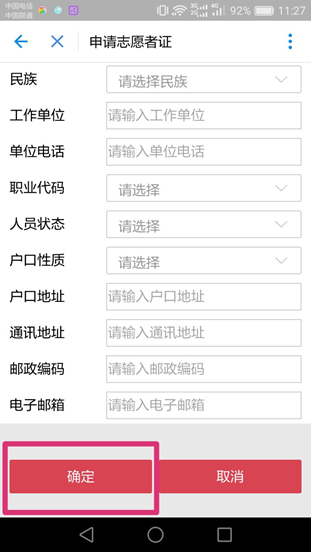 中国电信
中国联通
3G 2G 4G 92% 11:27
申请志愿者证
民族 请选择民族
工作单位 请输入工作单位
单位电话 请输入单位电话
职业代码 请选择
人员状态 请选择
户口性质 请选择
户口地址 请输入户口地址
通讯地址 请输入通讯地址
邮政编码 请输入邮政编码
电子邮箱 请输入电子邮箱
确定 取消